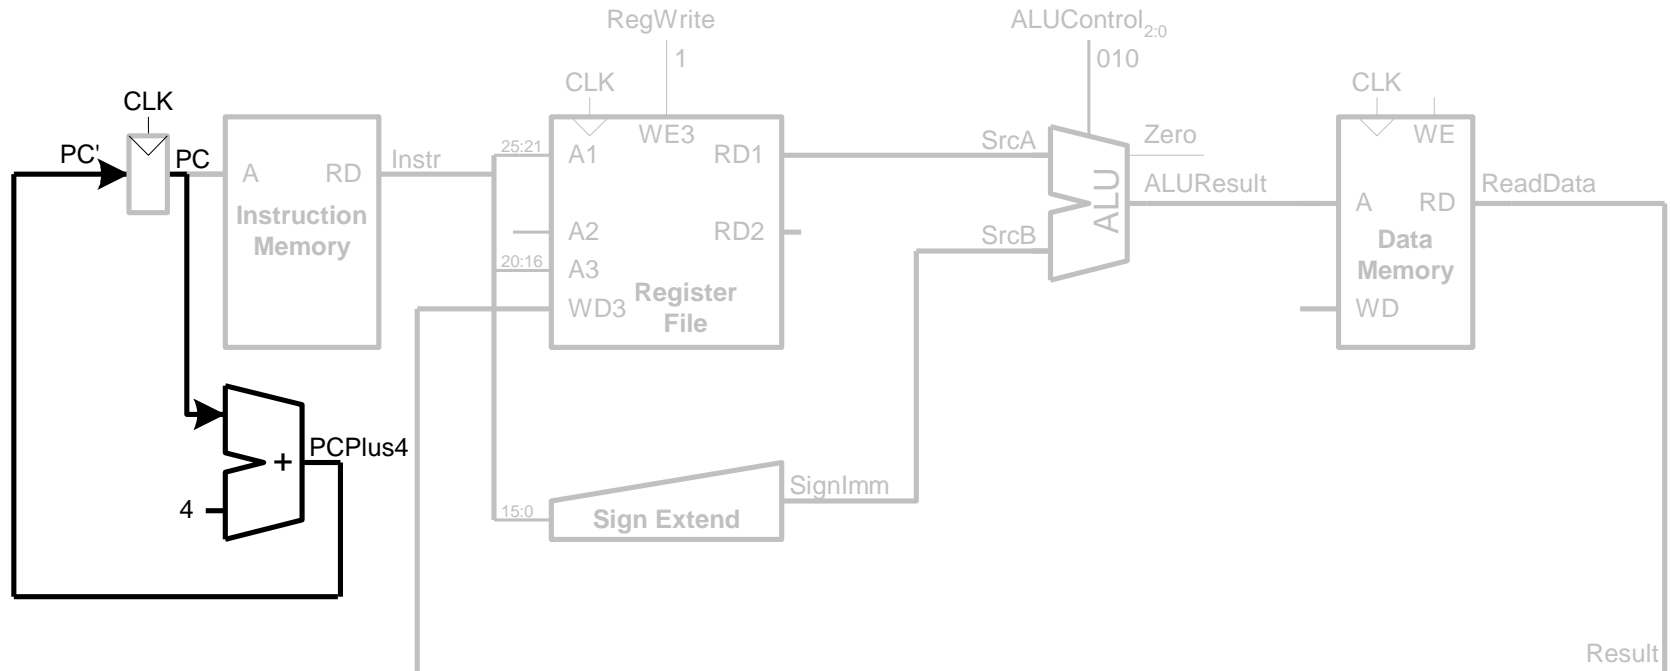 RegWrite
ALUControl2:0
1
010
CLK
CLK
CLK
PC'
PC
A
RD
Instruction
Memory
Instr
25:21
A1
WE3
RD1
A2
RD2
20:16
A3
WD3
Register
File
SrcA
SrcB
ALU
Zero
ALUResult
WE
A
RD
Data
Memory
WD
ReadData
PCPlus4
+
4
15:0
Sign Extend
SignImm
Result